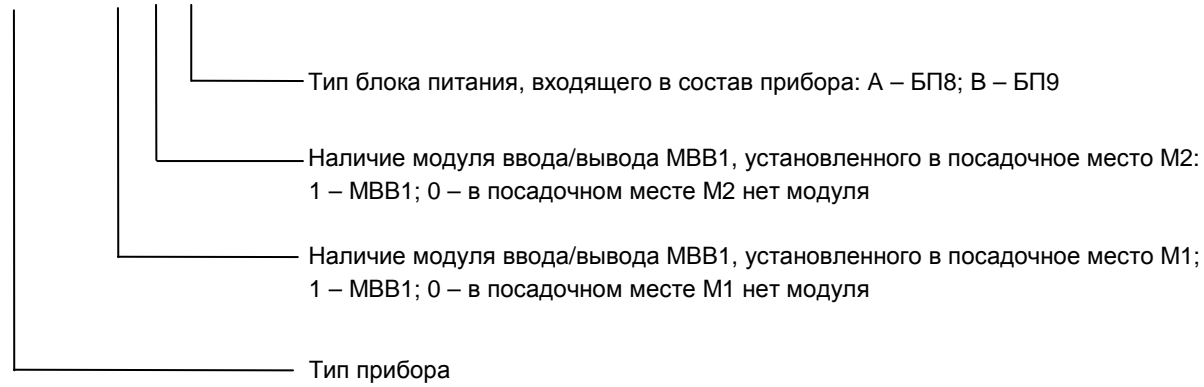 Тип блока питания, входящего в состав прибора: А – БП8; В – БП9
Наличие модуля ввода/вывода МВВ1, установленного в посадочное место М2:
1 – МВВ1; 0 – в посадочном месте М2 нет модуля
Наличие модуля ввода/вывода МВВ1, установленного в посадочное место М1;
1 – МВВ1; 0 – в посадочном месте М1 нет модуля
Тип прибора